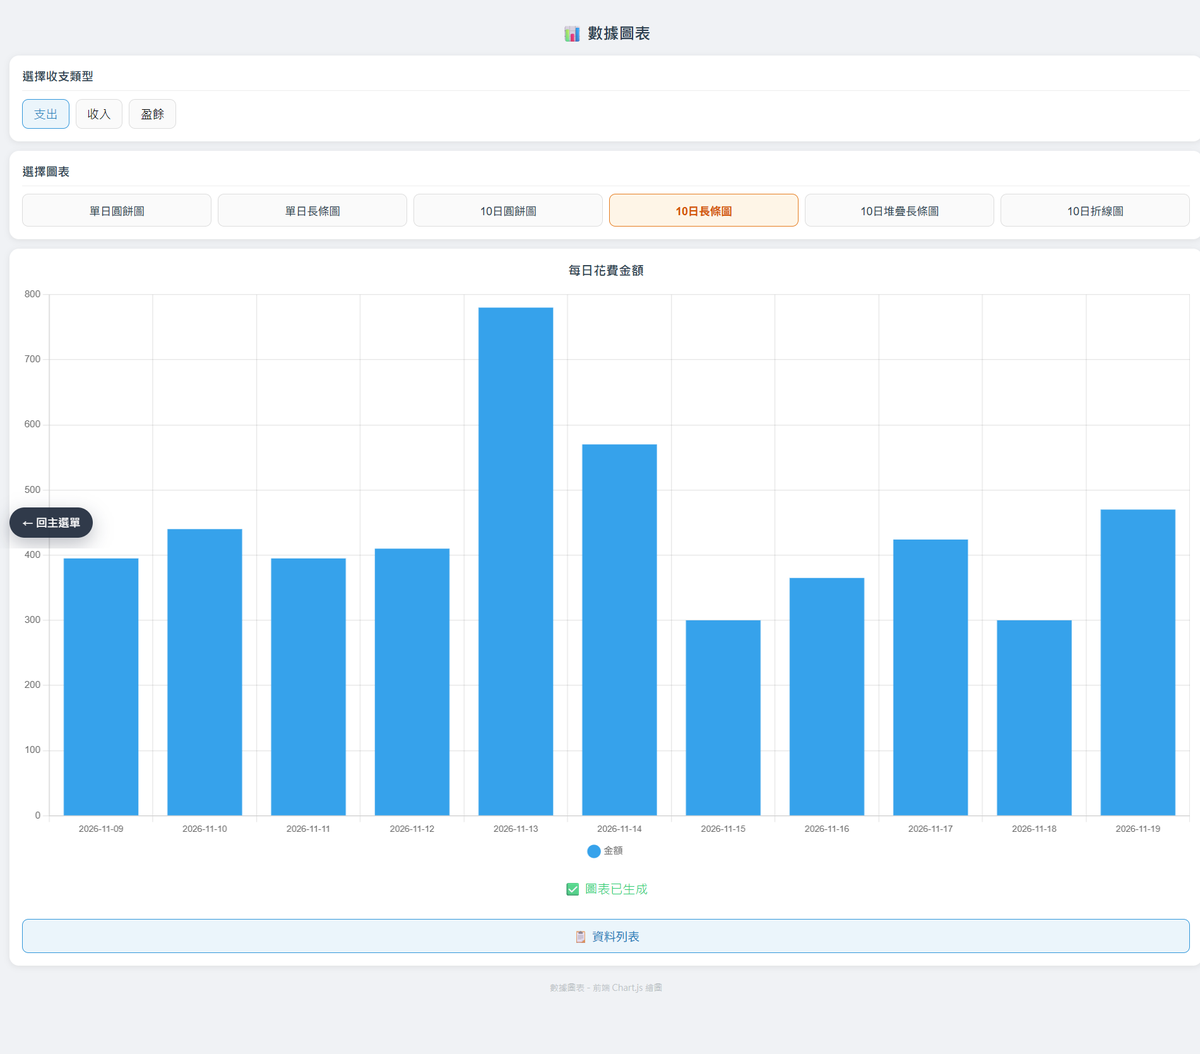 📊 數據圖表
選擇收支類型
支出 收入 盈餘
選擇圖表
單日圓餅圖 單日長條圖 10日圓餅圖 10日長條圖 10日堆疊長條圖 10日折線圖
每日花費金額
800
700
600
500
← 回主選單
400
300
200
100
0
2026-11-09 2026-11-10 2026-11-11 2026-11-12 2026-11-13 2026-11-14 2026-11-15 2026-11-16 2026-11-17 2026-11-18 2026-11-19
金額
✅ 圖表已生成
📋 資料列表
數據圖表 - 前端 Chart.js 繪圖